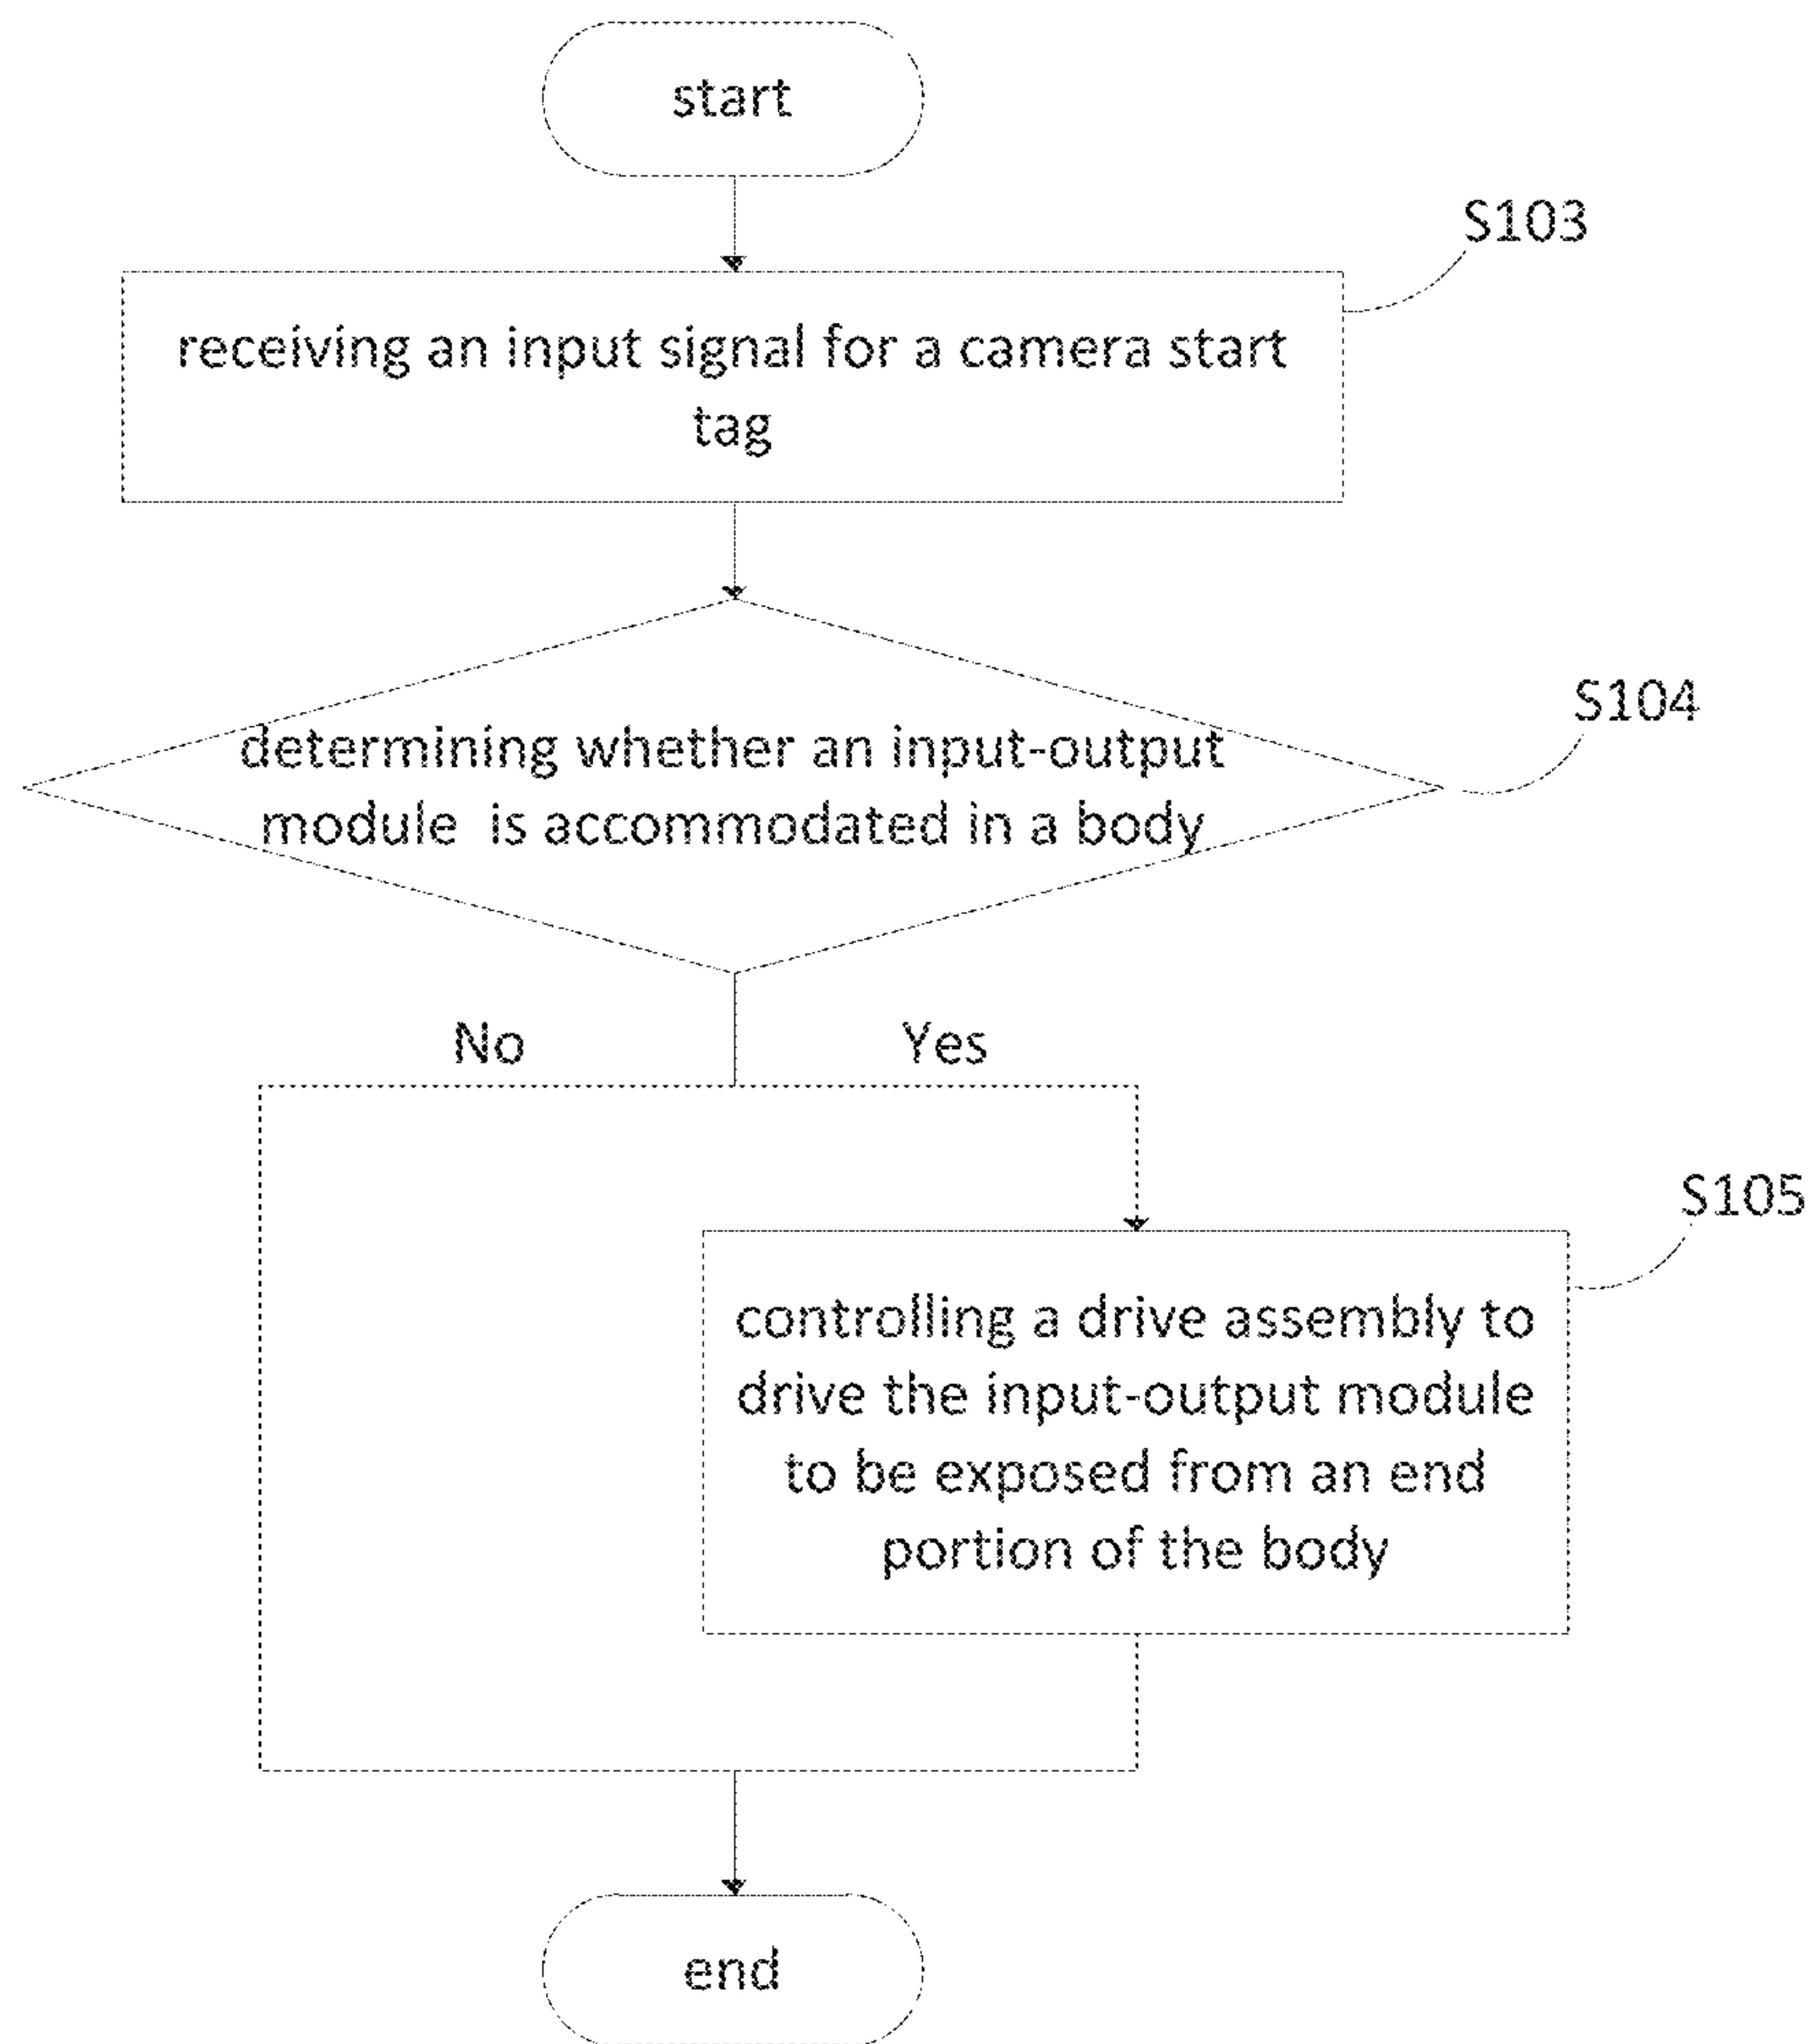 start
S103
receiving an input signal for a camera start
tag
S104
determining whether an input-output
module is accommodated in a body
No
Yes
S105
controlling a drive assembly to
drive the input-output module
to be exposed from an end
portion of the body
end